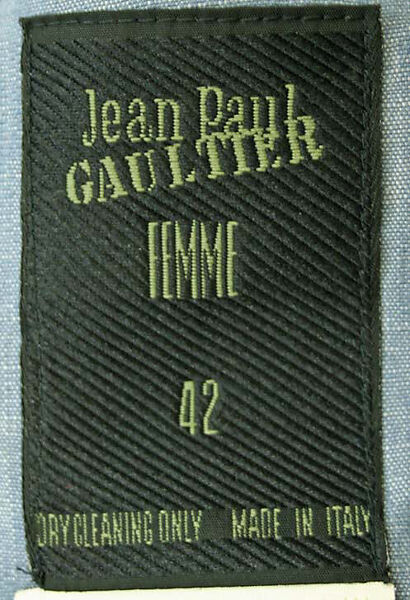 Jean Paul
GAULTIER
FEMME
42
DRY CLEANING ONLY MADE IN ITALY